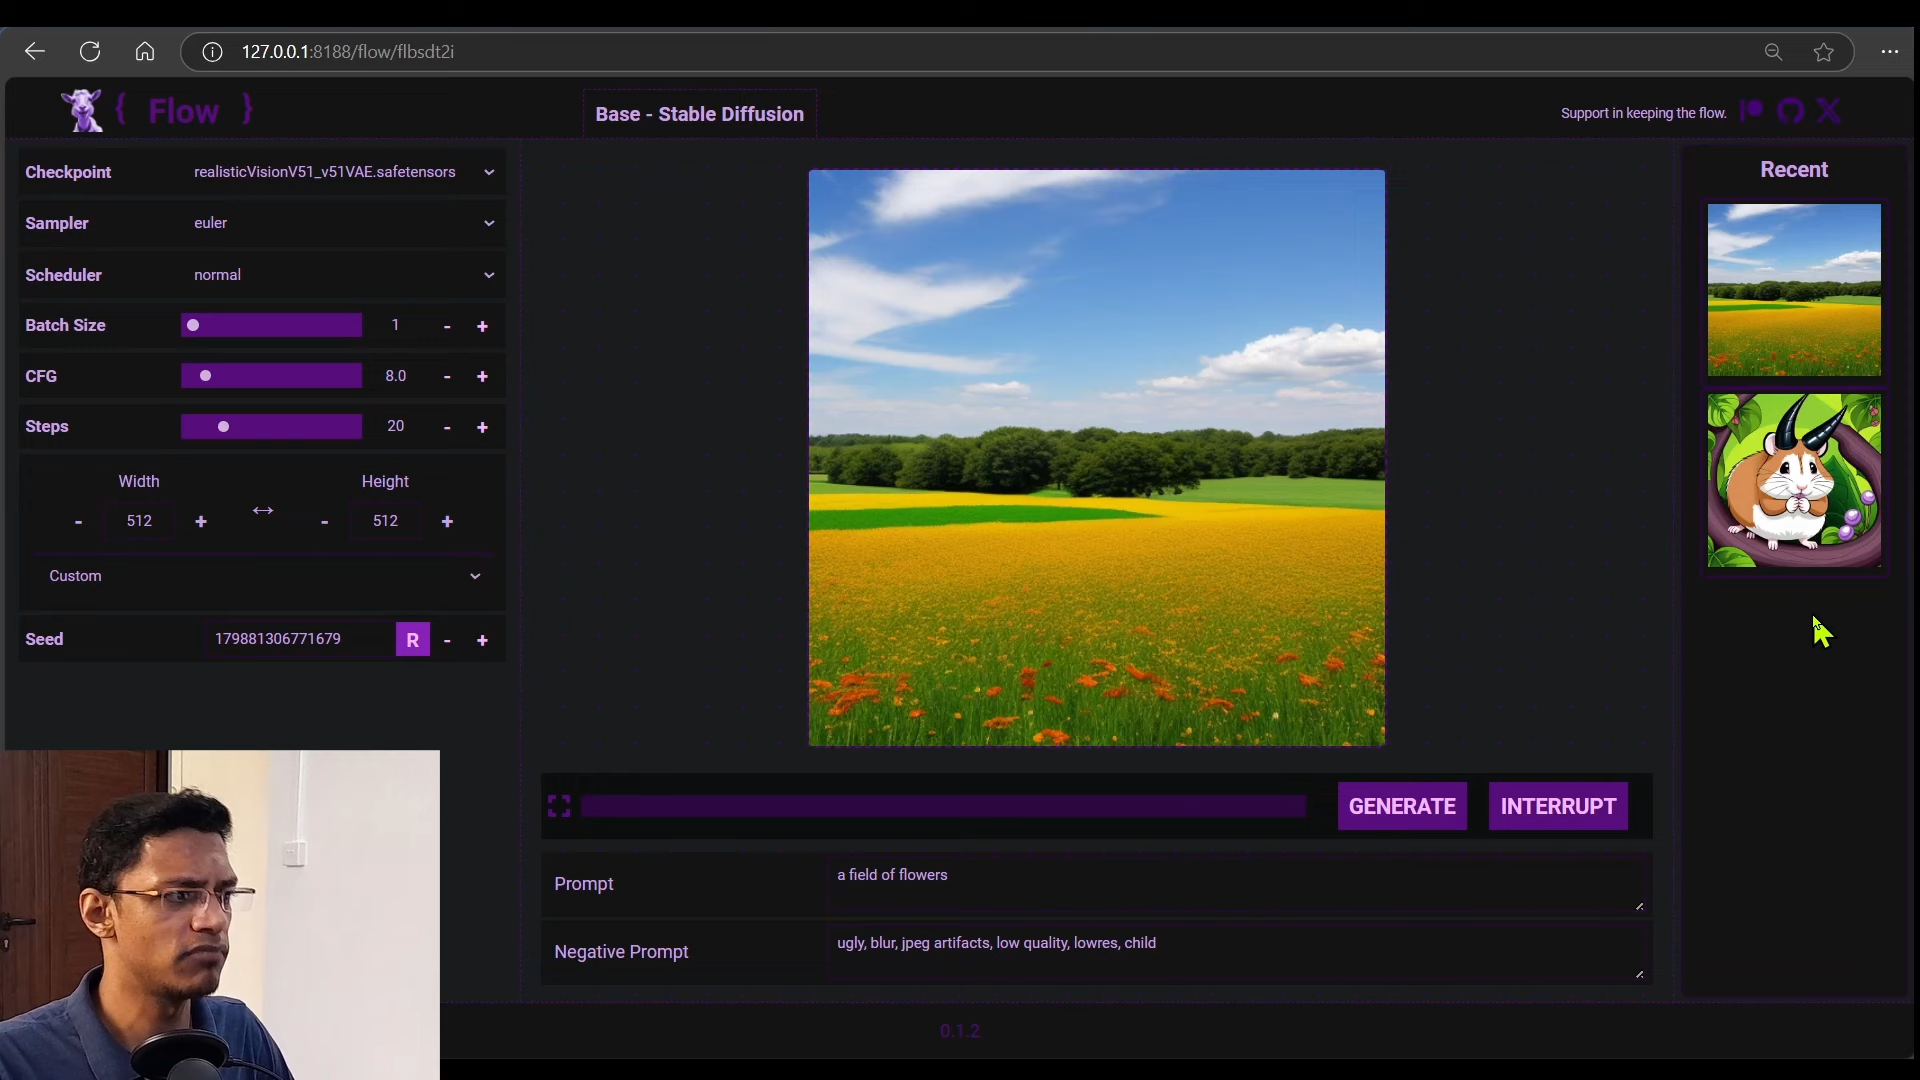 127.0.0.1:8188/flow/flbsdt2i
{ Flow }
Base - Stable Diffusion
Support in keeping the flow.
Checkpoint realisticVisionV51_v51VAE.safetensors
Sampler euler
Scheduler normal
Batch Size 1 - +
CFG 8.0 - +
Steps 20 - +
Width Height
- 512 + - 512 +
Custom
Seed 179881306771679 R - +
Recent
GENERATE INTERRUPT
Prompt a field of flowers
Negative Prompt ugly, blur, jpeg artifacts, low quality, lowres, child
0.1.2